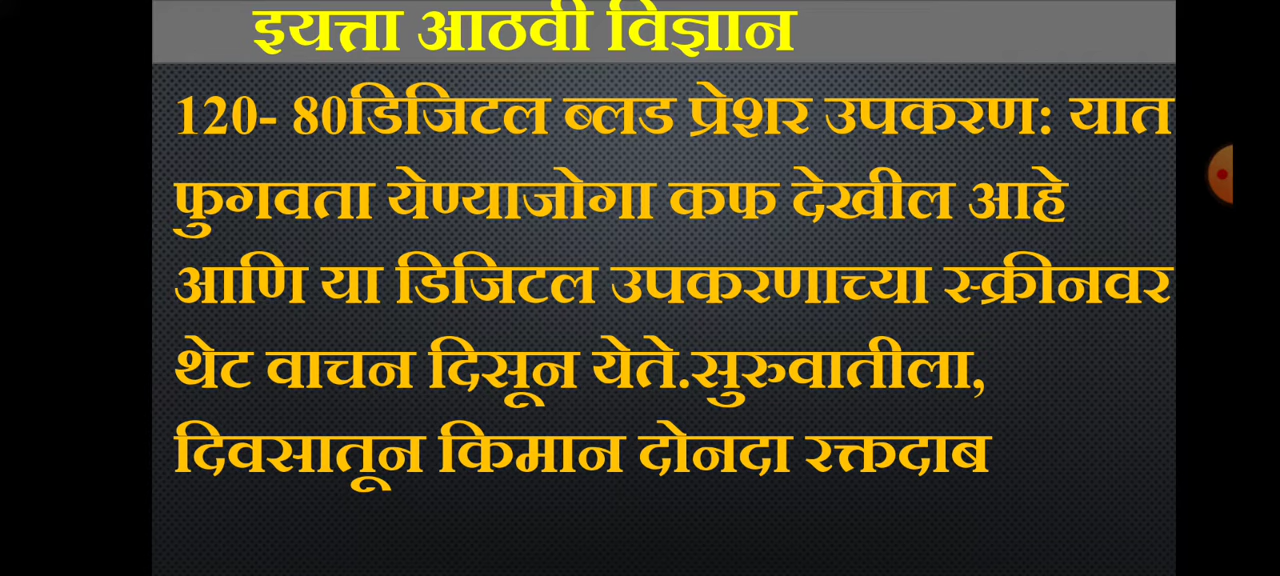 इयत्ता आठवी विज्ञान
120- 80डिजिटल ब्लड प्रेशर उपकरण: यात
फुगवता येण्याजोगा कफ देखील आहे
आणि या डिजिटल उपकरणाच्या स्क्रीनवर
थेट वाचन दिसून येते.सुरुवातीला,
दिवसातून किमान दोनदा रक्तदाब